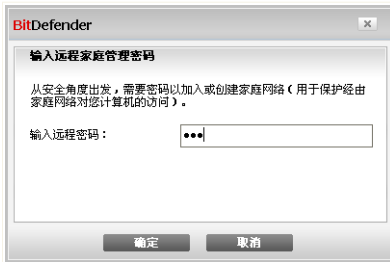 BitDefender
输入远程家庭管理密码
从安全角度出发，需要密码以加入或创建家庭网络（用于保护经由
家庭网络对您计算机的访问）。
输入远程密码：
●●●
确定
取消